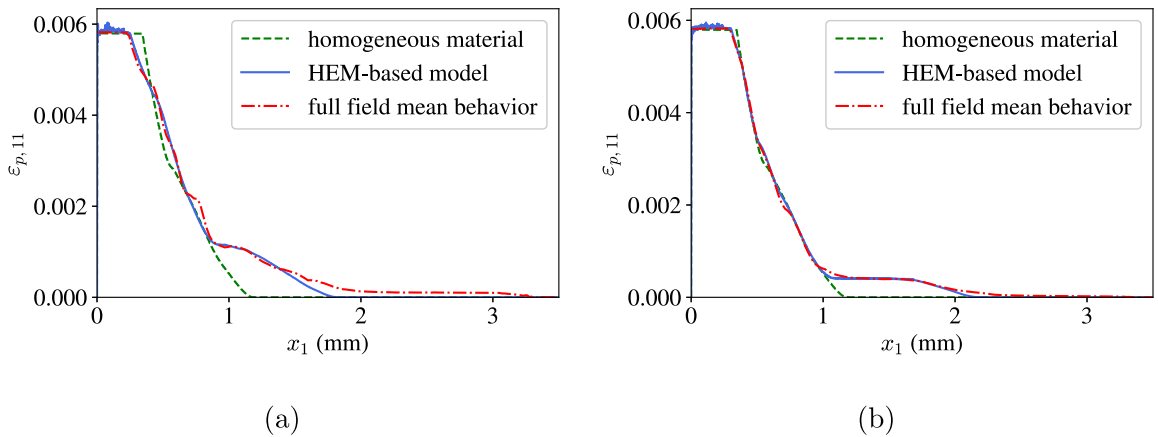 0.006
0.004
0.002
0.000
ε_{p, 11}
homogeneous material
HEM-based model
full field mean behavior
0 1 2 3
x_1 (mm)
(a)
0.006
0.004
0.002
0.000
ε_{p, 11}
homogeneous material
HEM-based model
full field mean behavior
0 1 2 3
x_1 (mm)
(b)